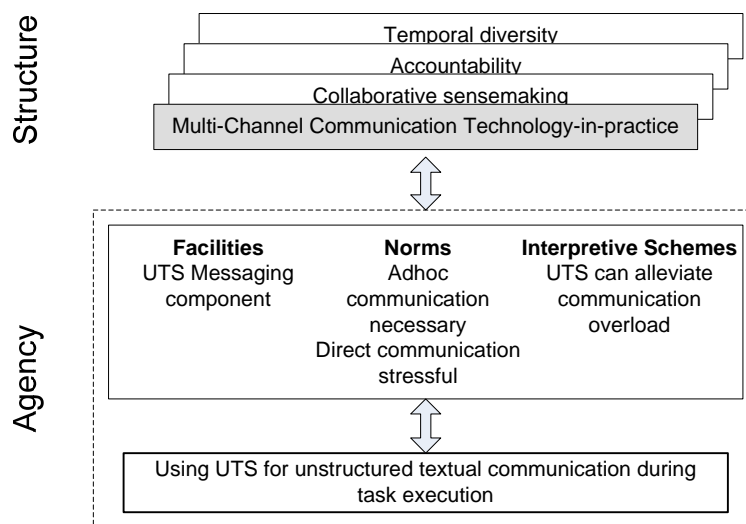 Structure
Temporal diversity
Accountability
Collaborative sensemaking
Multi-Channel Communication Technology-in-practice
Agency
Facilities
UTS Messaging
component
Norms
Adhoc
communication
necessary
Direct communication
stressful
Interpretive Schemes
UTS can alleviate
communication
overload
Using UTS for unstructured textual communication during
task execution